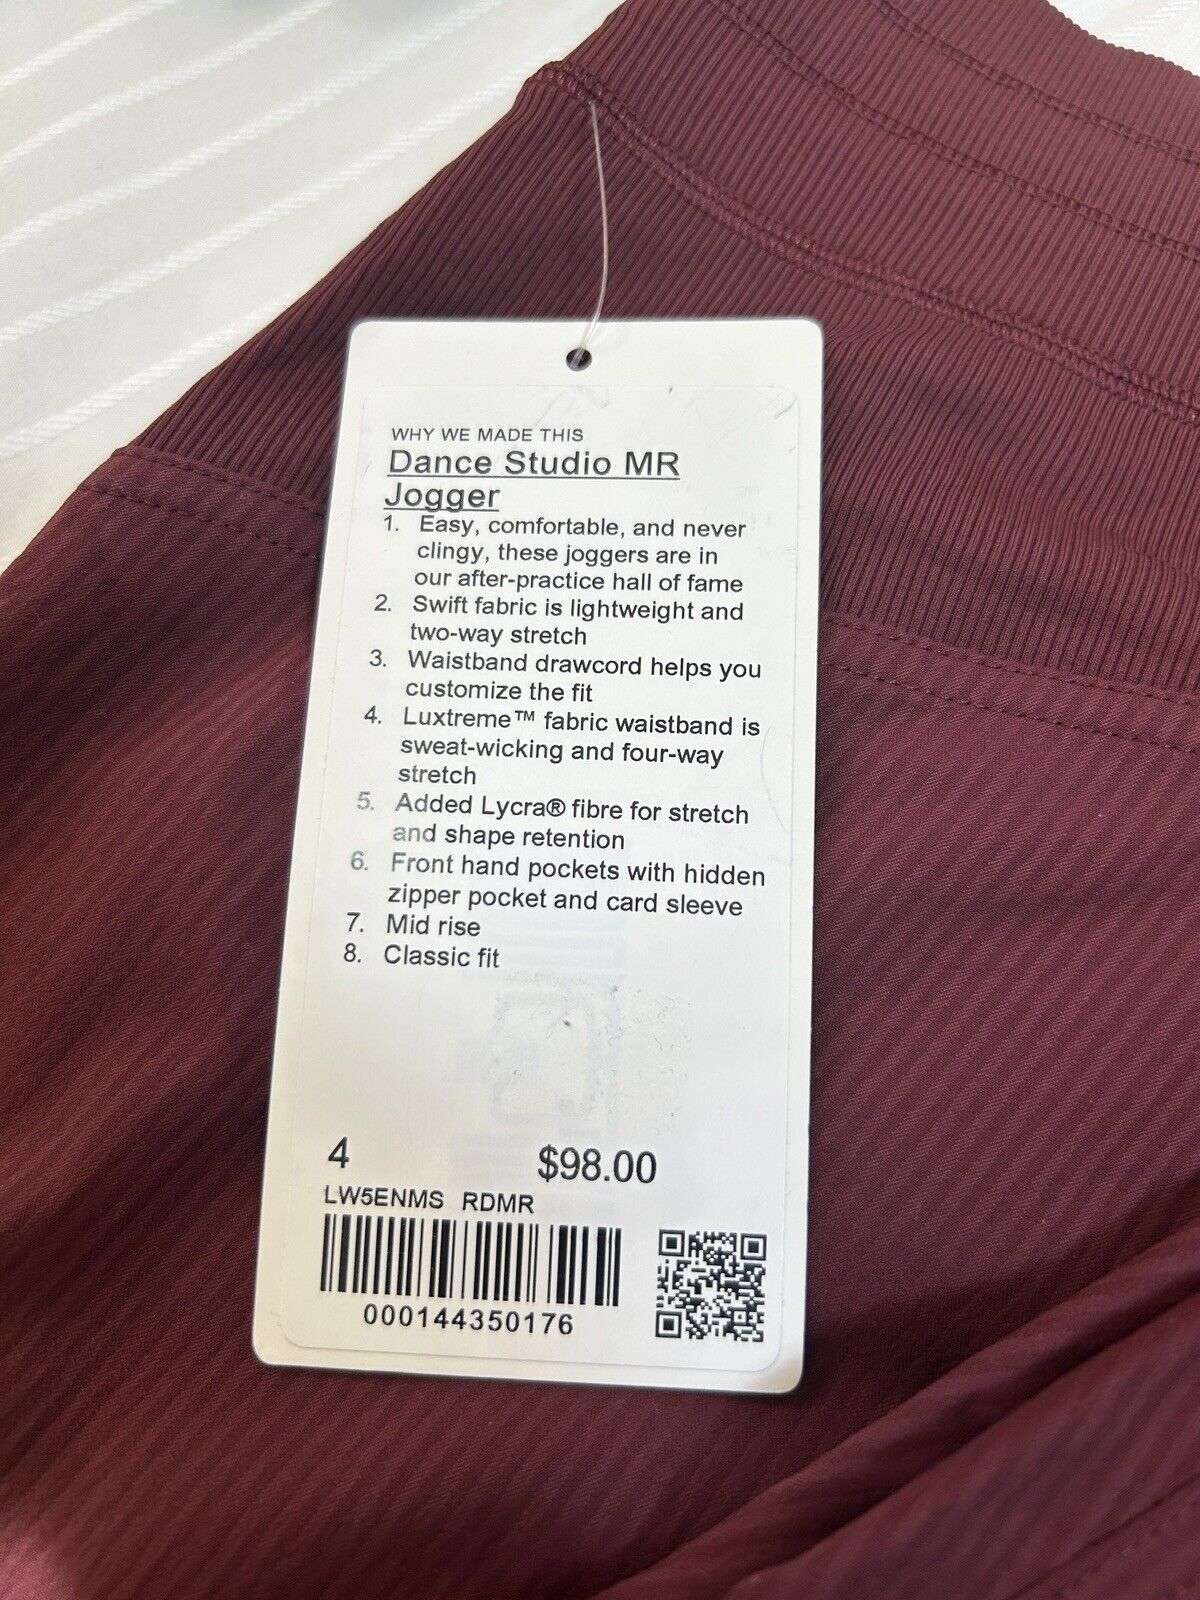 WHY WE MADE THIS
Dance Studio MR
Jogger
1. Easy, comfortable, and never
clingy, these joggers are in
our after-practice hall of fame
2. Swift fabric is lightweight and
two-way stretch
3. Waistband drawcord helps you
customize the fit
4. Luxtreme™ fabric waistband is
sweat-wicking and four-way
stretch
5. Added Lycra® fibre for stretch
and shape retention
6. Front hand pockets with hidden
zipper pocket and card sleeve
7. Mid rise
8. Classic fit
4 $98.00
LW5ENMS RDMR
000144350176